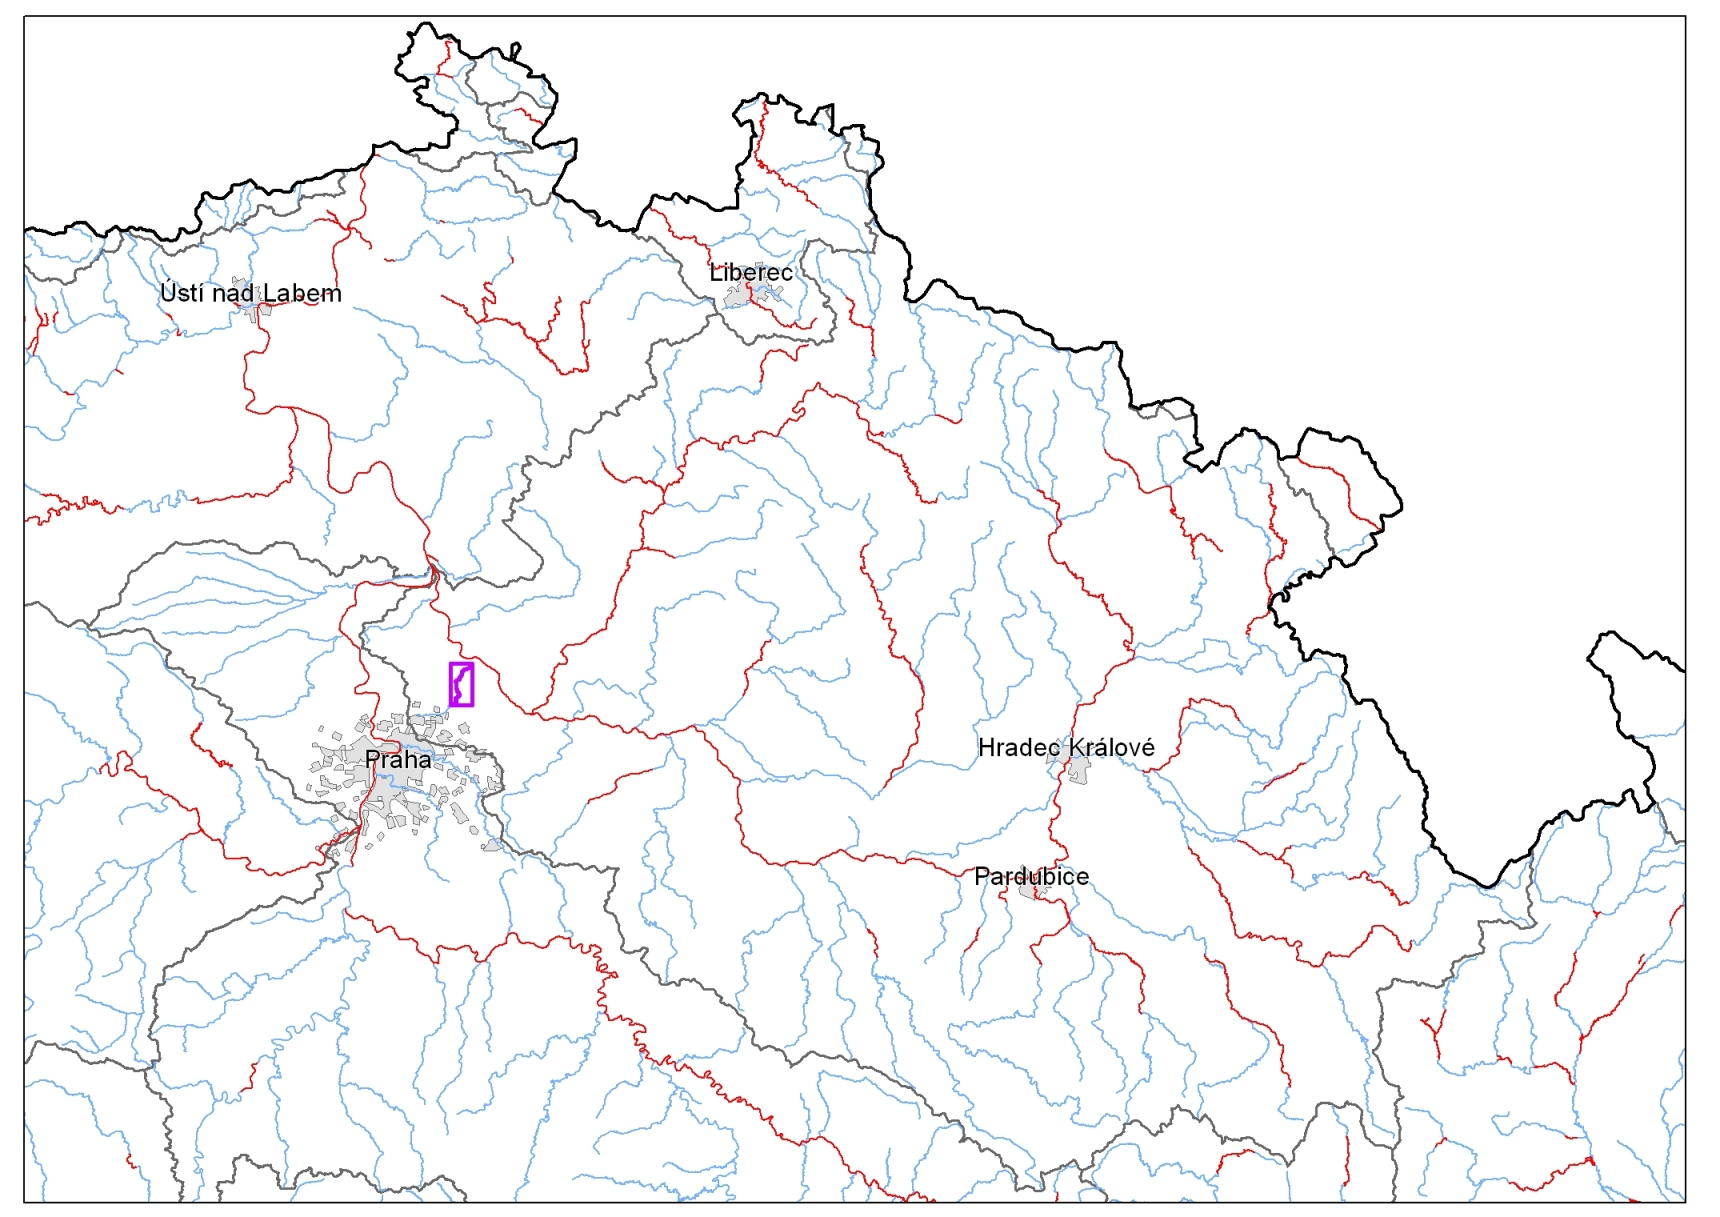 Liberec
Ústí nad Labem
Hradec Králové
Praha
Pardubice